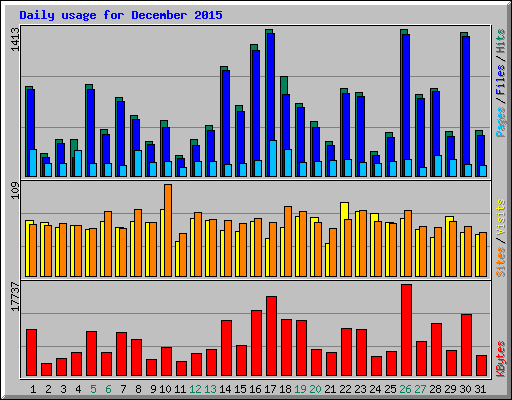 Daily usage for December 2015
1413
Pages / Files / Hits
109
Sites / Visits
17737
KBytes
1 2 3 4 5 6 7 8 9 10 11 12 13 14 15 16 17 18 19 20 21 22 23 24 25 26 27 28 29 30 31